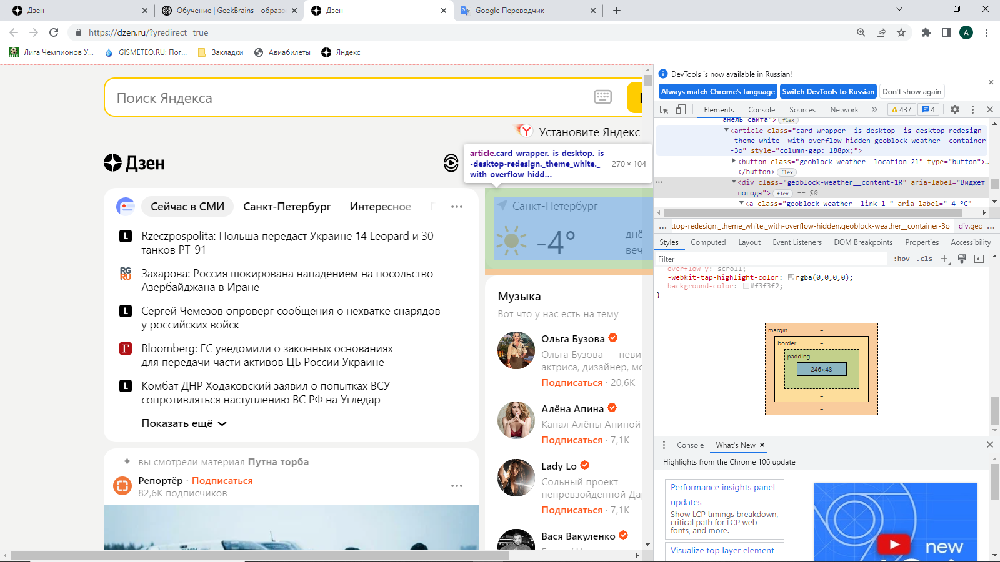 Дзен
Обучение | GeekBrains - образо
Дзен
Google Переводчик
https://dzen.ru/?yredirect=true
A
Лига Чемпионов У...
GISMETEO.RU: Пог...
Закладки
Авиабилеты
Яндекс
Поиск Яндекса
Установите Яндекс
Дзен
article.card-wrapper._is-desktop._is
-desktop-redesign._theme_white._
with-overflow-hidd...
270 × 104
Сейчас в СМИ
Санкт-Петербург
Интересное
Rzeczpospolita: Польша передаст Украине 14 Leopard и 30
танков PT-91
Захарова: Россия шокирована нападением на посольство
Азербайджана в Иране
Сергей Чемезов опроверг сообщения о нехватке снарядов
у российских войск
Bloomberg: ЕС уведомили о законных основаниях
для передачи части активов ЦБ России Украине
Комбат ДНР Ходаковский заявил о попытках ВСУ
сопротивляться наступлению ВС РФ на Угледар
Показать ещё
вы смотрели материал Путна торба
Репортёр · Подписаться
82,6K подписчиков
Санкт-Петербург
-4°
днё
веч
Музыка
Вот что у нас есть на тему
Ольга Бузова
Ольга Бузова — певи
актриса, дизайнер, мо
Подписаться · 20,6K
Алёна Апина
Канал Алёны Апиной
Подписаться · 7,1K
Lady Lo
Сольный проект
непревзойденной Дар
Подписаться · 7,1K
Вася Вакуленко
DevTools is now available in Russian!
Always match Chrome's language
Switch DevTools to Russian
Don't show again
Elements
Console
Sources
Network
»
437
4
анель сайта"> flex
<article class="card-wrapper _is-desktop _is-desktop-redesign
_theme_white _with-overflow-hidden geoblock-weather__container
-3o" style="column-gap: 188px;">
<button class="geoblock-weather__location-2l" type="button">…
</button> flex
<div class="geoblock-weather__content-1R" aria-label="Виджет
погоды"> flex == $0
<a class="geoblock-weather__link-1-" aria-label="-4 °C"
... ktop-redesign._theme_white._with-overflow-hidden.geoblock-weather__container-3o div.gec ...
Styles
Computed
Layout
Event Listeners
DOM Breakpoints
Properties
Accessibility
Filter
:hov .cls +
overflow-y: scroll;
-webkit-tap-highlight-color: rgba(0,0,0,0);
background-color: #f3f3f2;
}
margin –
border –
padding –
– – – 246×48 – – –
–
–
–
Console
What's New
Highlights from the Chrome 106 update
Performance insights panel
updates
Show LCP timings breakdown,
critical path for LCP web
fonts, and more.
Visualize top layer element
new